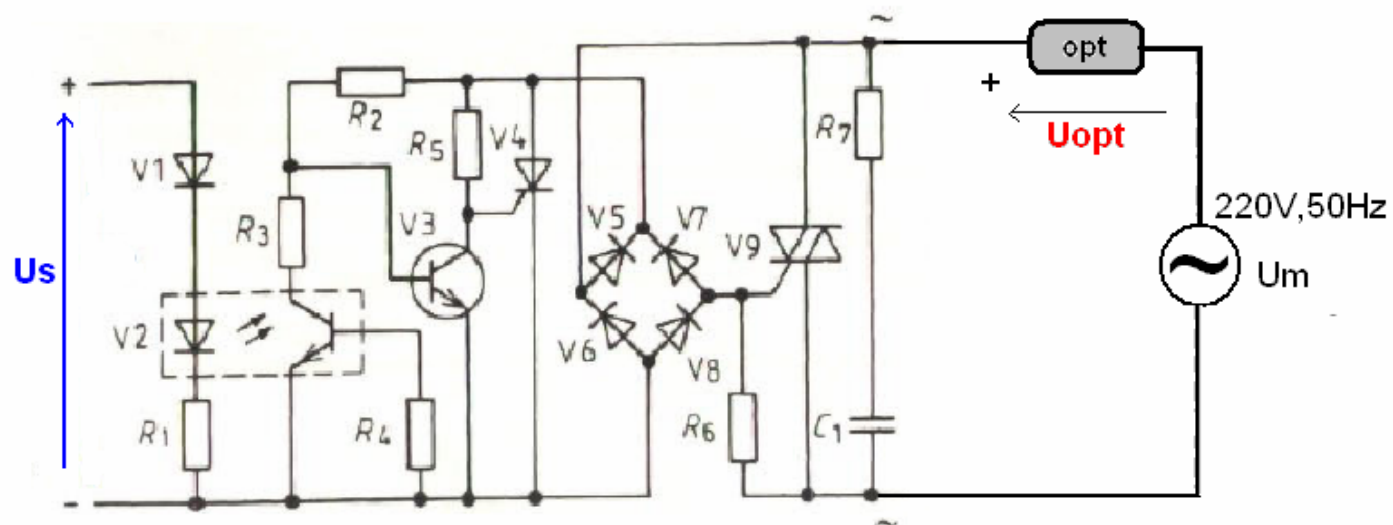 ~
opt
+
+
R2
R5
V4
R7
Uopt
V1
R3
V3
V5
V7
V9
220V,50Hz
Us
Um
V2
V6
V8
R1
R4
R6
C1
-
~